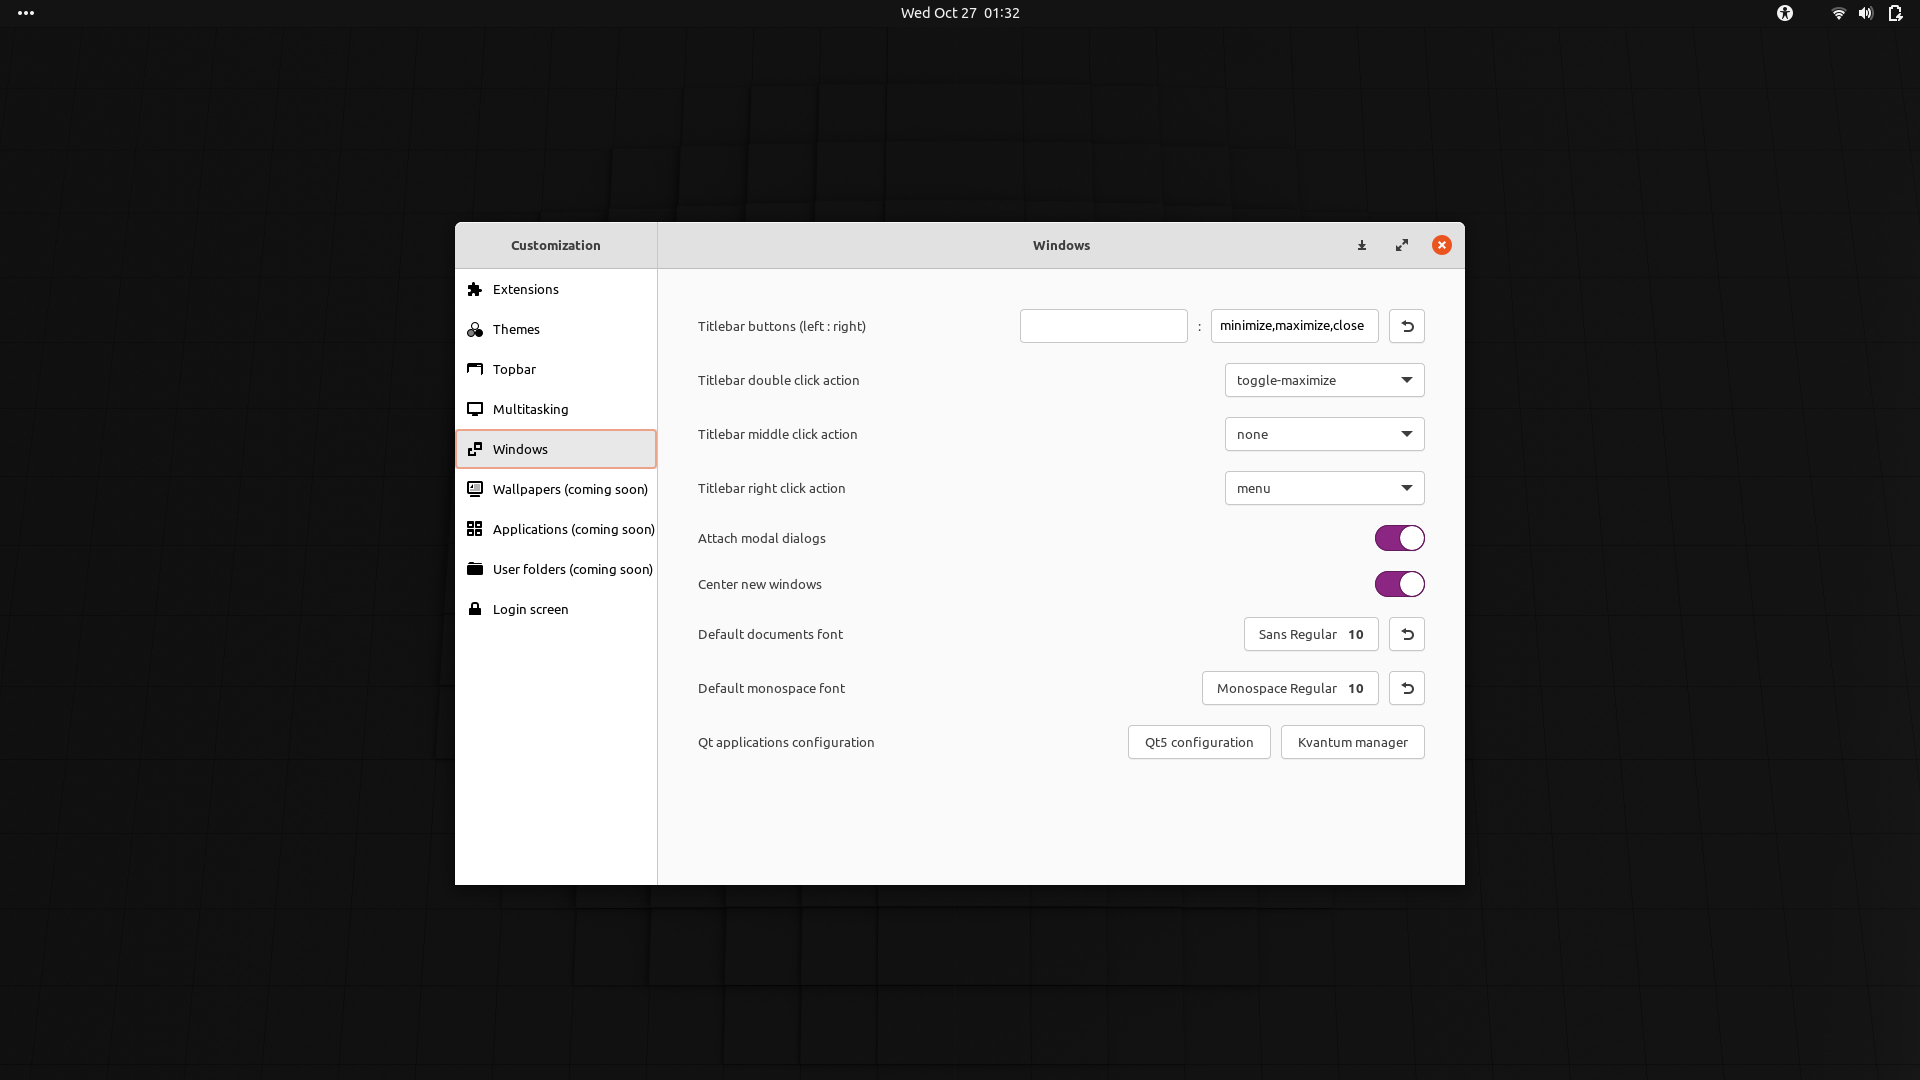 Wed Oct 27 01:32
Customization
Windows
Extensions
Themes
Topbar
Multitasking
Windows
Wallpapers (coming soon)
Applications (coming soon)
User folders (coming soon)
Login screen
Titlebar buttons (left : right)
:
minimize,maximize,close
Titlebar double click action
toggle-maximize
Titlebar middle click action
none
Titlebar right click action
menu
Attach modal dialogs
Center new windows
Default documents font
Sans Regular 10
Default monospace font
Monospace Regular 10
Qt applications configuration
Qt5 configuration
Kvantum manager